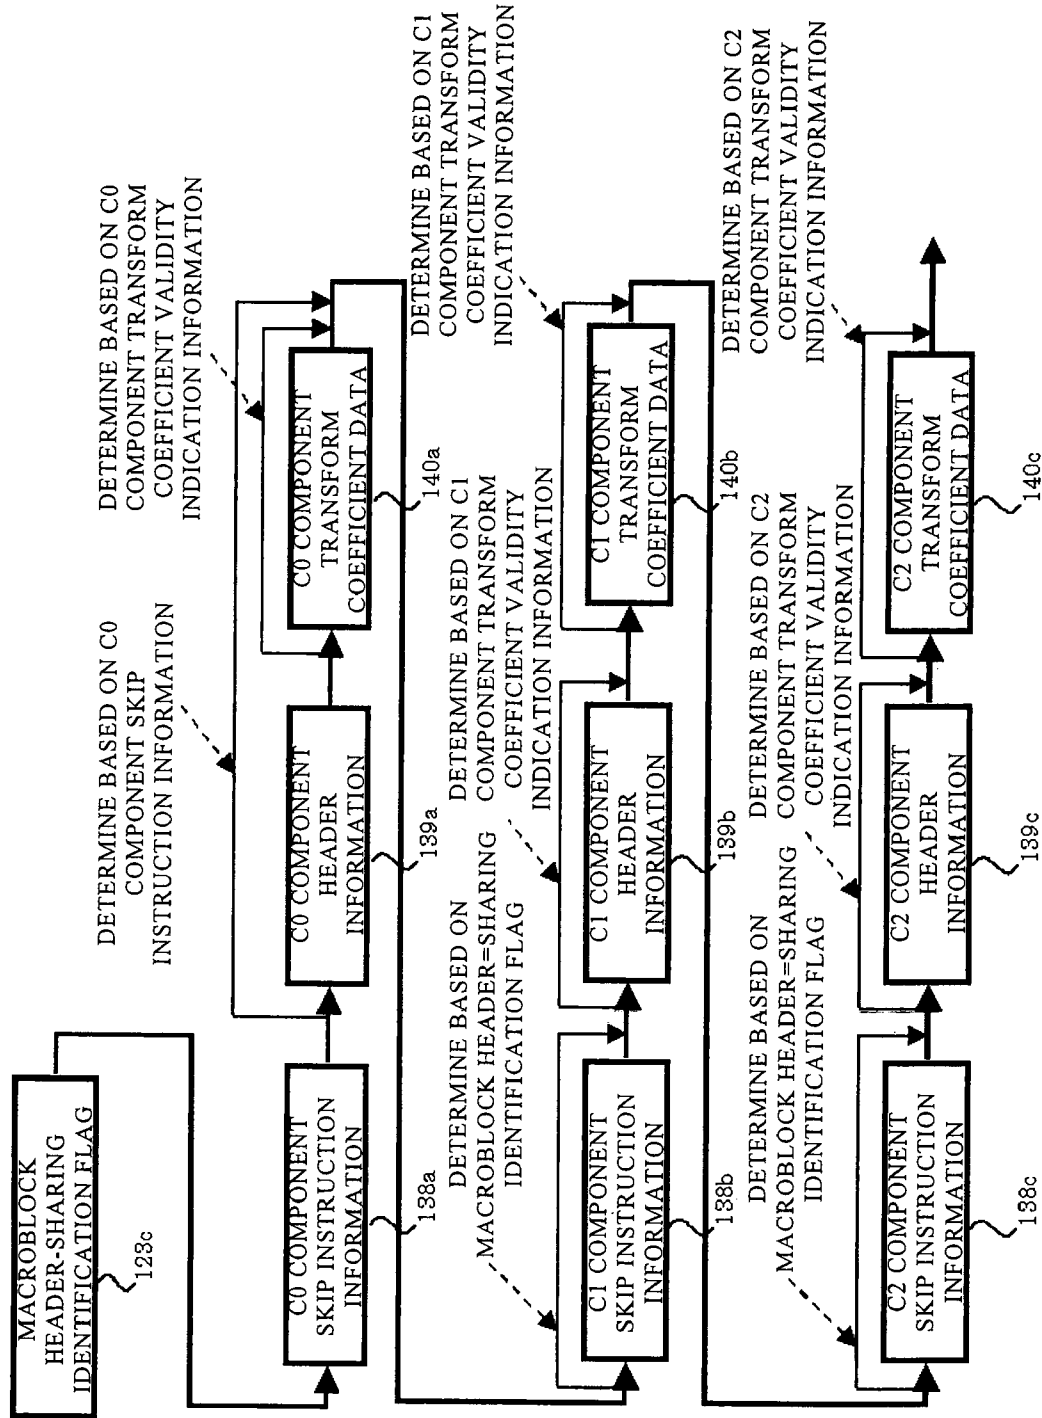 MACROBLOCK
HEADER-SHARING
IDENTIFICATION FLAG
123c
DETERMINE BASED ON C0
COMPONENT SKIP
INSTRUCTION INFORMATION
DETERMINE BASED ON C0
COMPONENT TRANSFORM
COEFFICIENT VALIDITY
INDICATION INFORMATION
C0 COMPONENT
SKIP INSTRUCTION
INFORMATION
138a
C0 COMPONENT
HEADER
INFORMATION
139a
C0 COMPONENT
TRANSFORM
COEFFICIENT DATA
140a
DETERMINE BASED ON
MACROBLOCK HEADER=SHARING
IDENTIFICATION FLAG
DETERMINE BASED ON C1
COMPONENT TRANSFORM
COEFFICIENT VALIDITY
INDICATION INFORMATION
DETERMINE BASED ON C1
COMPONENT TRANSFORM
COEFFICIENT VALIDITY
INDICATION INFORMATION
C1 COMPONENT
SKIP INSTRUCTION
INFORMATION
138b
C1 COMPONENT
HEADER
INFORMATION
139b
C1 COMPONENT
TRANSFORM
COEFFICIENT DATA
140b
DETERMINE BASED ON
MACROBLOCK HEADER=SHARING
IDENTIFICATION FLAG
DETERMINE BASED ON C2
COMPONENT TRANSFORM
COEFFICIENT VALIDITY
INDICATION INFORMATION
DETERMINE BASED ON C2
COMPONENT TRANSFORM
COEFFICIENT VALIDITY
INDICATION INFORMATION
C2 COMPONENT
SKIP INSTRUCTION
INFORMATION
138c
C2 COMPONENT
HEADER
INFORMATION
139c
C2 COMPONENT
TRANSFORM
COEFFICIENT DATA
140c